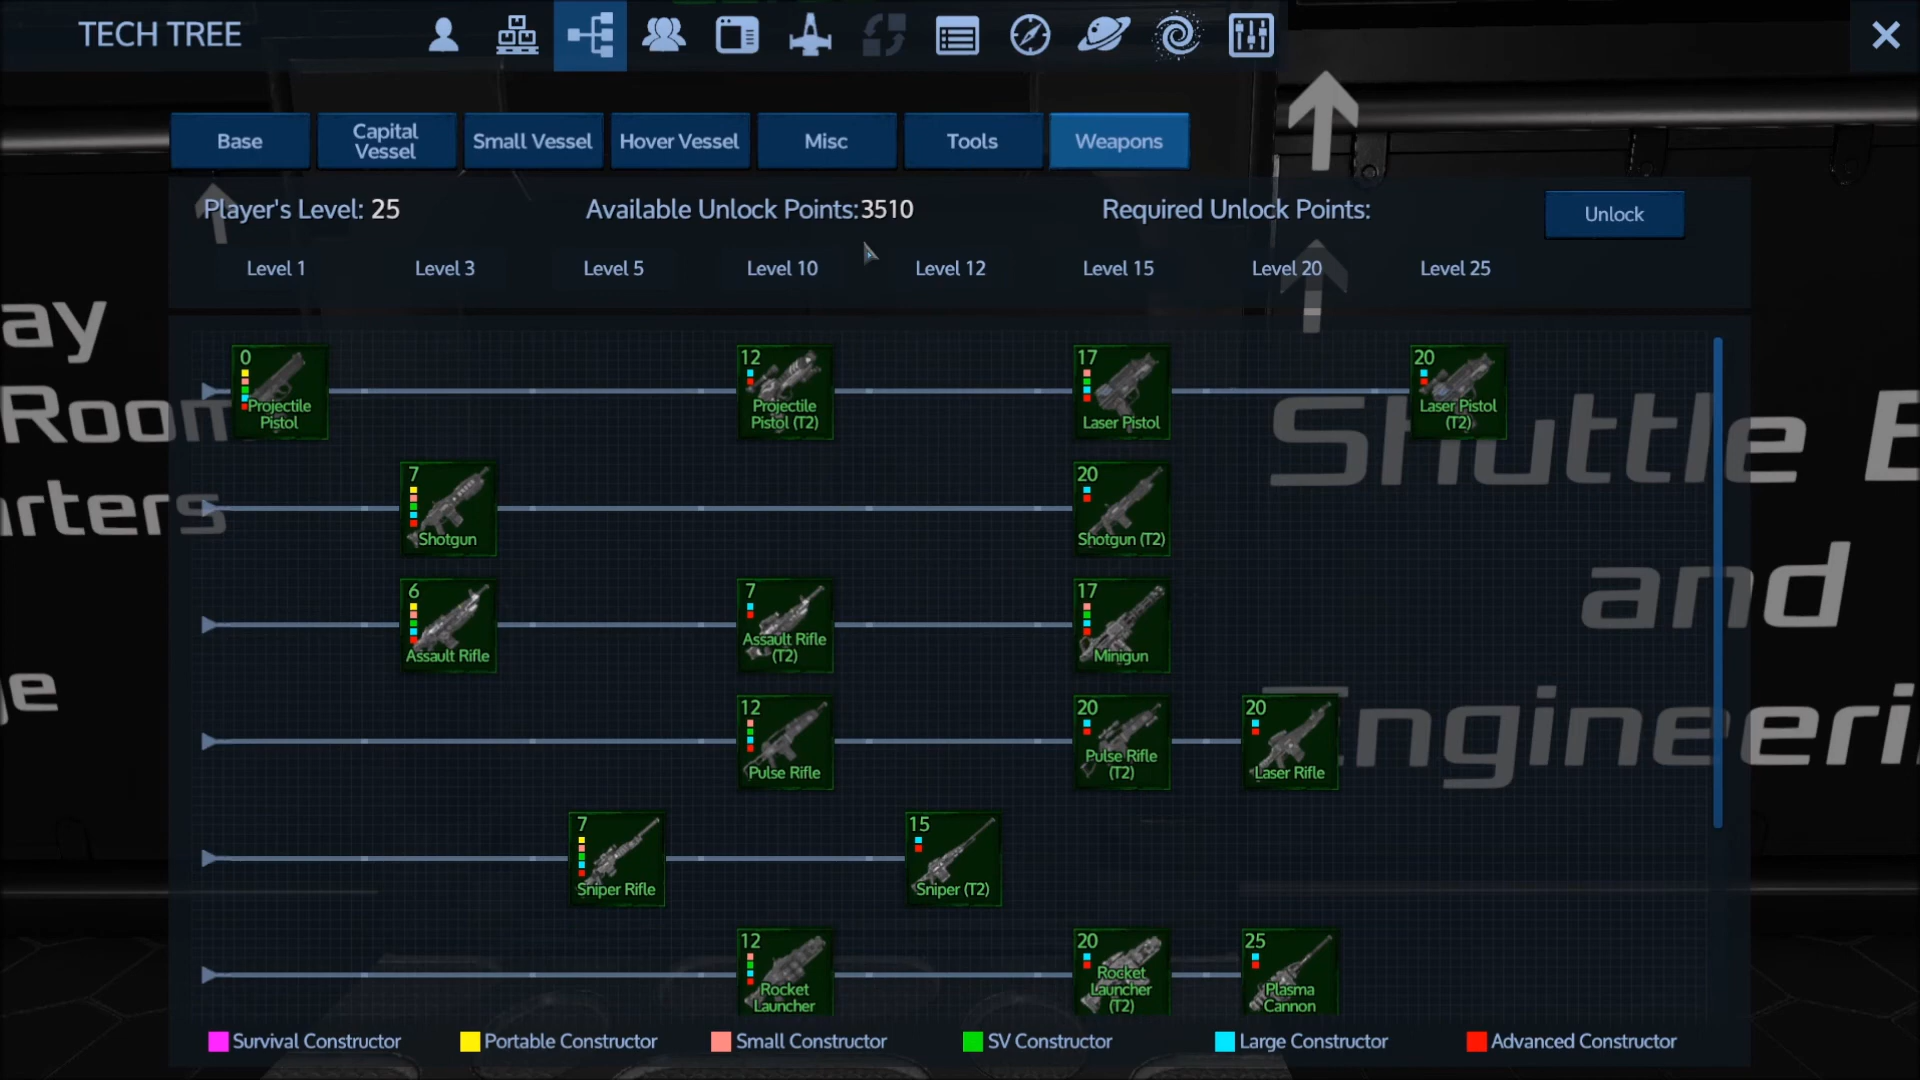 TECH TREE
Base
Capital
Vessel
Small Vessel
Hover Vessel
Misc
Tools
Weapons
Player's Level: 25
Available Unlock Points:3510
Required Unlock Points:
Unlock
Level 1
Level 3
Level 5
Level 10
Level 12
Level 15
Level 20
Level 25
0
Projectile
Pistol
12
Projectile
Pistol (T2)
17
Laser Pistol
20
Laser Pistol
(T2)
7
Shotgun
20
Shotgun (T2)
6
Assault Rifle
7
Assault Rifle
(T2)
17
Minigun
12
Pulse Rifle
20
Pulse Rifle
(T2)
20
Laser Rifle
7
Sniper Rifle
15
Sniper (T2)
12
Rocket
Launcher
20
Rocket
Launcher
(T2)
25
Plasma
Cannon
Survival Constructor
Portable Constructor
Small Constructor
SV Constructor
Large Constructor
Advanced Constructor
ay
Room
arters
ge
Shuttle B
and
Engineeri